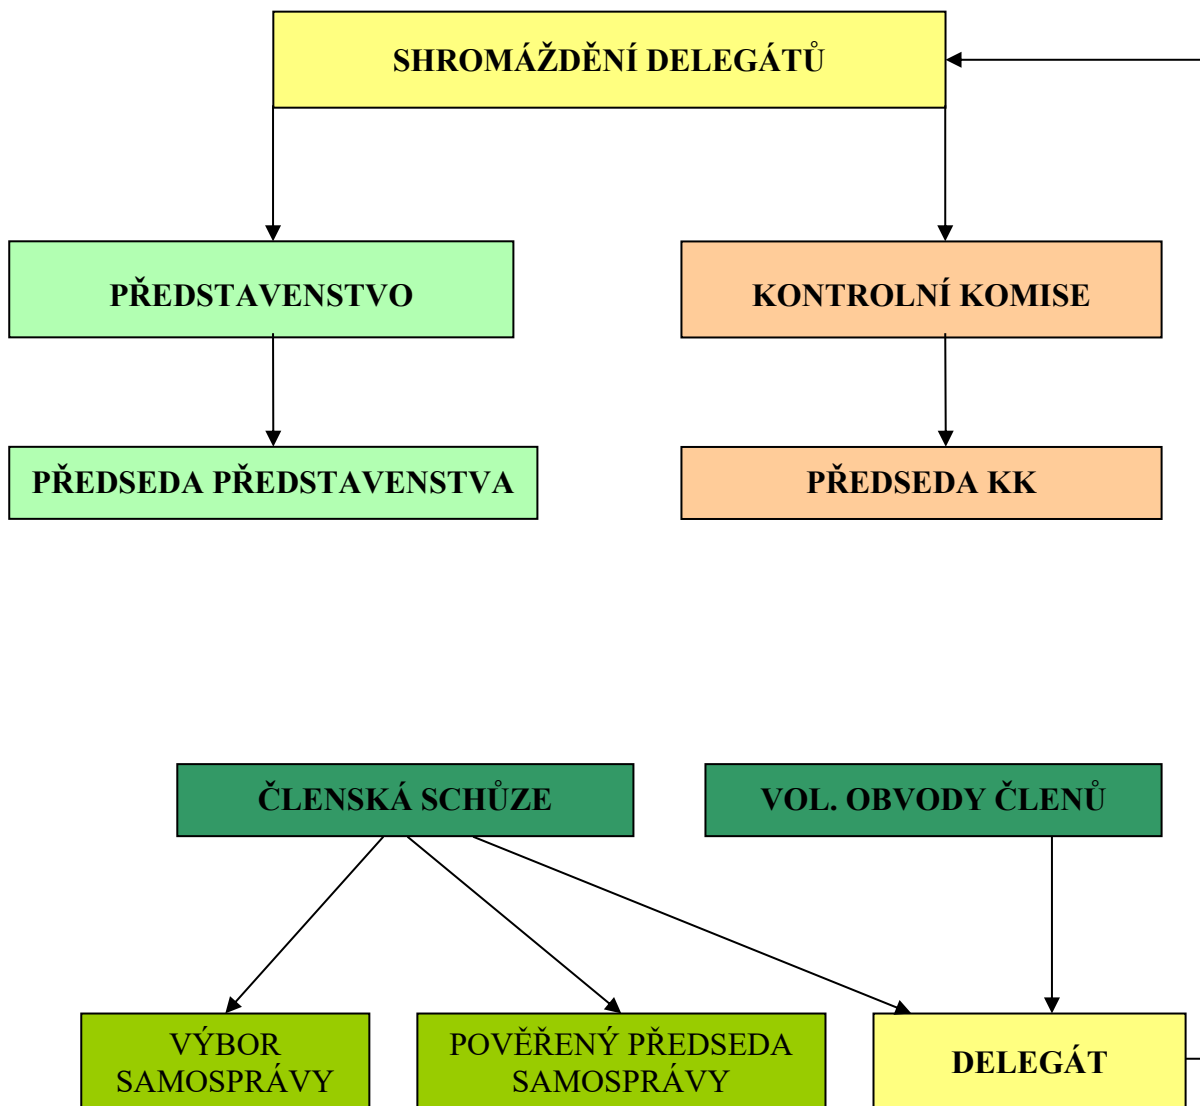 SHROMÁŽDĚNÍ DELEGÁTŮ
PŘEDSTAVENSTVO
KONTROLNÍ KOMISE
PŘEDSEDA PŘEDSTAVENSTVA
PŘEDSEDA KK
ČLENSKÁ SCHŮZE
VOL. OBVODY ČLENŮ
VÝBOR
SAMOSPRÁVY
POVĚŘENÝ PŘEDSEDA
SAMOSPRÁVY
DELEGÁT